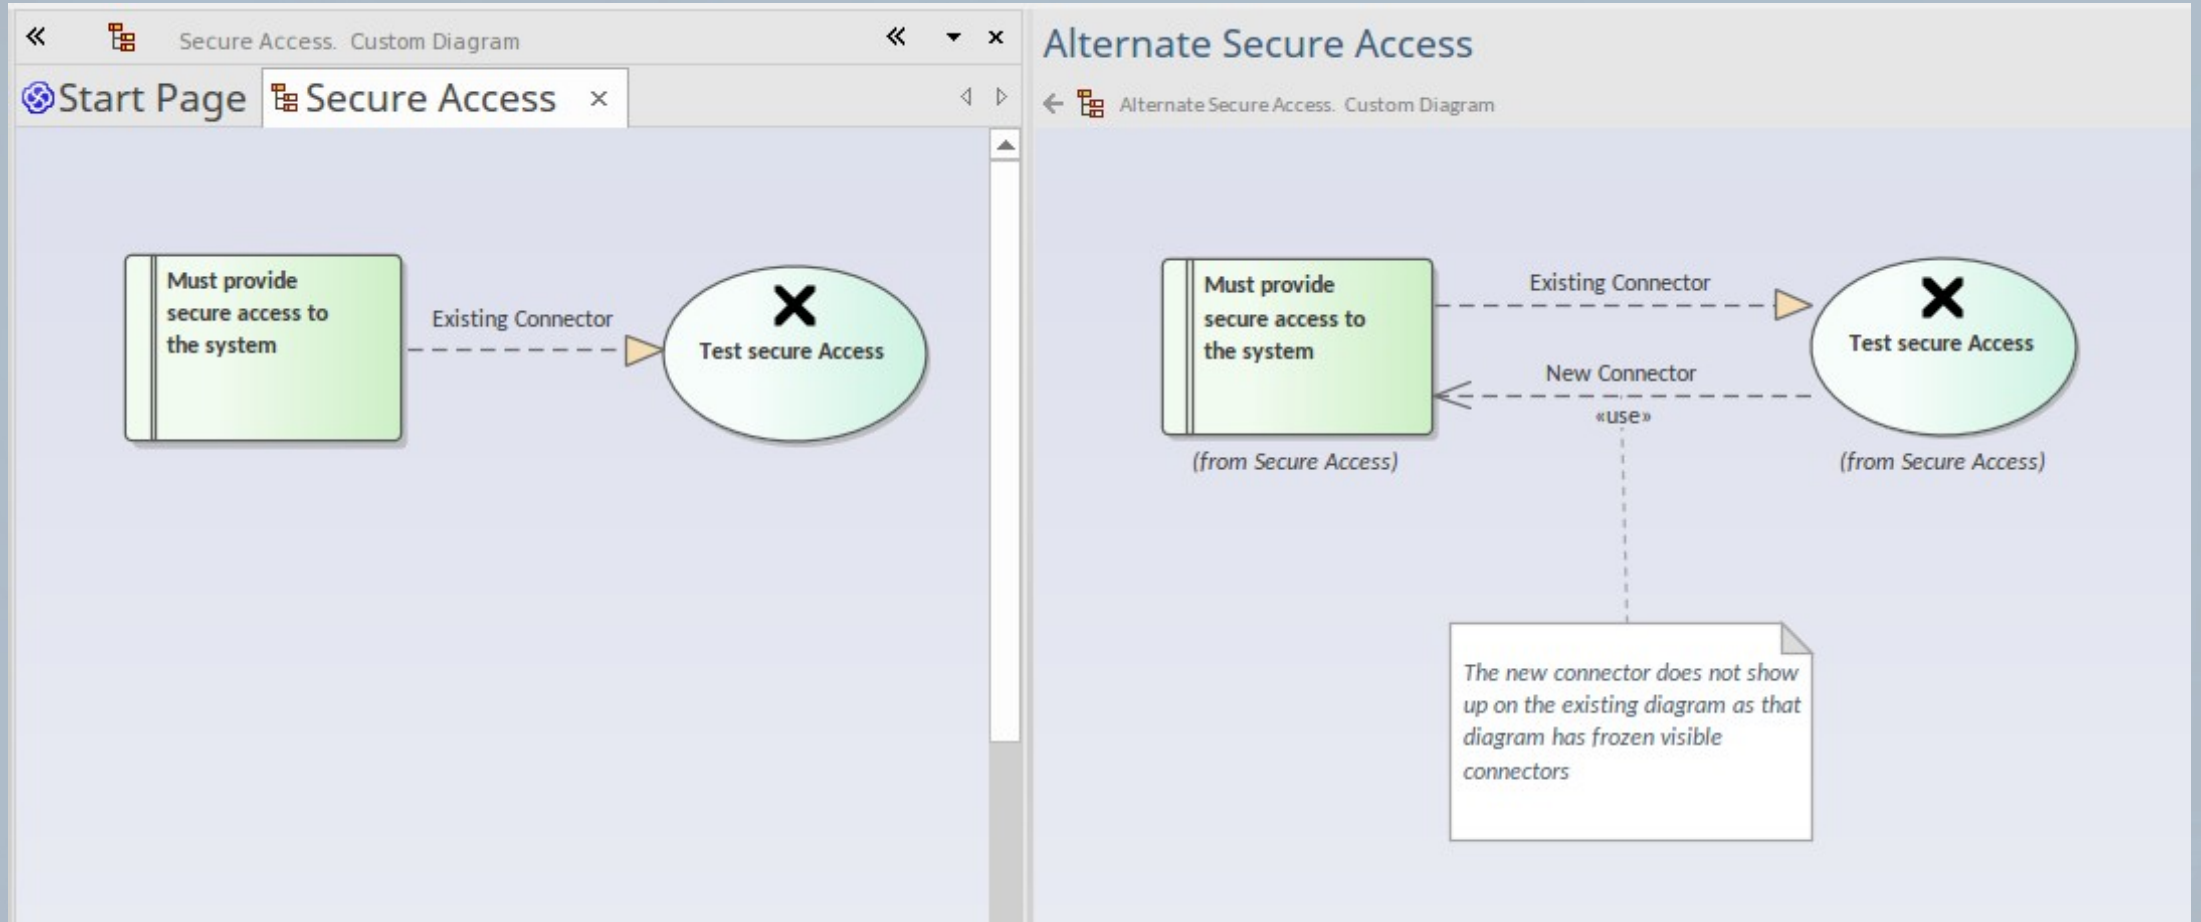 Secure Access. Custom Diagram
Start Page
Secure Access
Must provide
secure access to
the system
Existing Connector
Test secure Access
Alternate Secure Access
Alternate Secure Access. Custom Diagram
Must provide
secure access to
the system
(from Secure Access)
Existing Connector
New Connector
«use»
Test secure Access
(from Secure Access)
The new connector does not show
up on the existing diagram as that
diagram has frozen visible
connectors